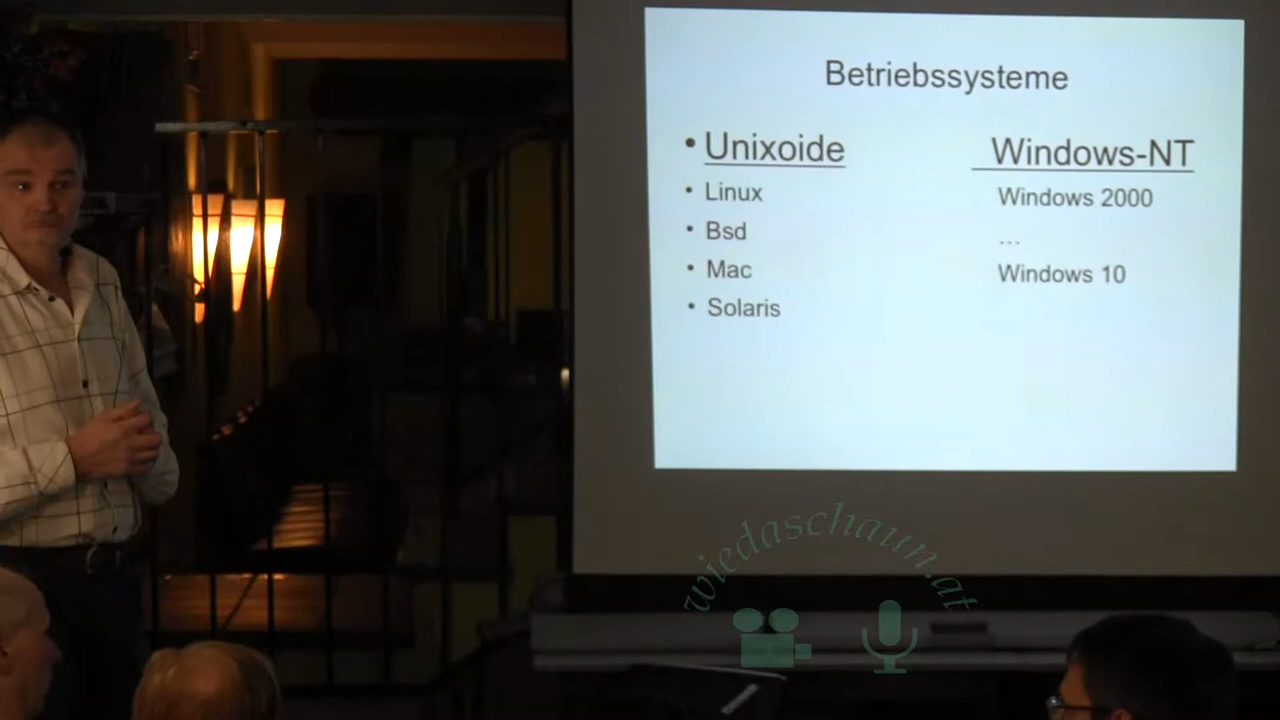 Betriebssysteme
• Unixoide
• Linux
• Bsd
• Mac
• Solaris
Windows-NT
Windows 2000
...
Windows 10
wiedaschaun.at